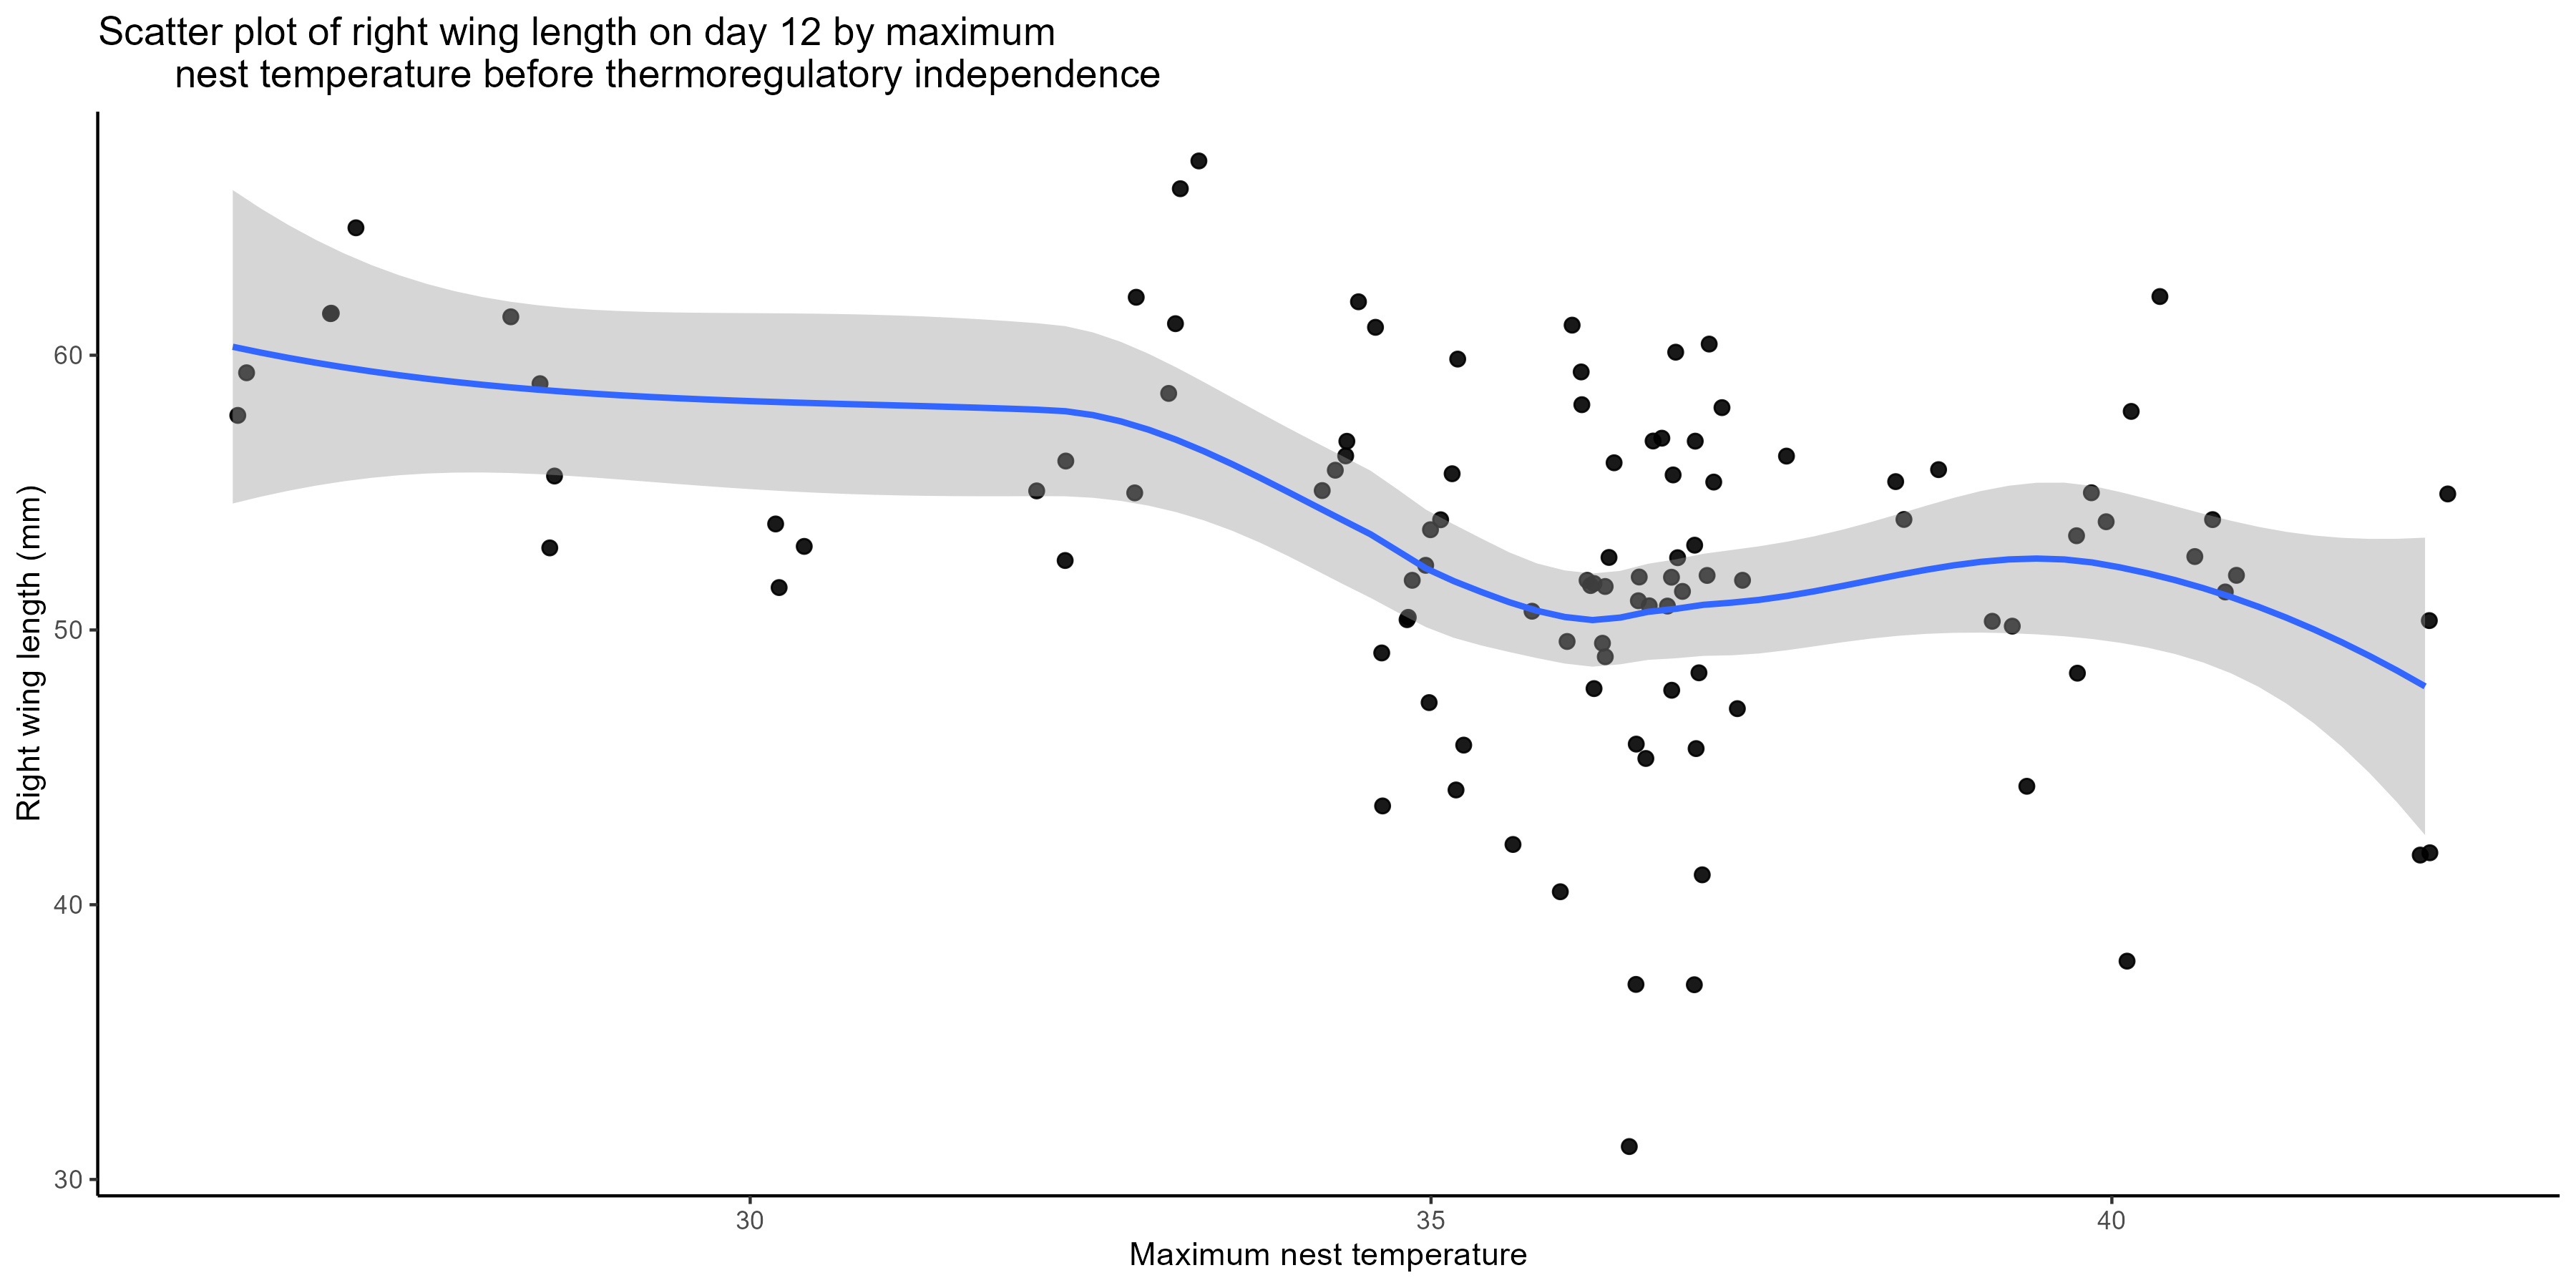 Scatter plot of right wing length on day 12 by maximum
nest temperature before thermoregulatory independence
Right wing length (mm)
60
50
40
30
30
35
40
Maximum nest temperature